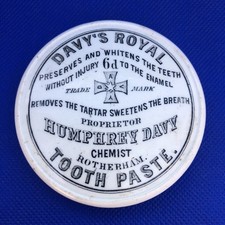 DAVY'S ROYAL
PRESERVES AND WHITENS THE TEETH
WITHOUT INJURY 6d TO THE ENAMEL
TRADE MARK
REMOVES THE TARTAR SWEETENS THE BREATH
PROPRIETOR
HUMPHREY DAVY
CHEMIST
ROTHERHAM.
TOOTH PASTE.